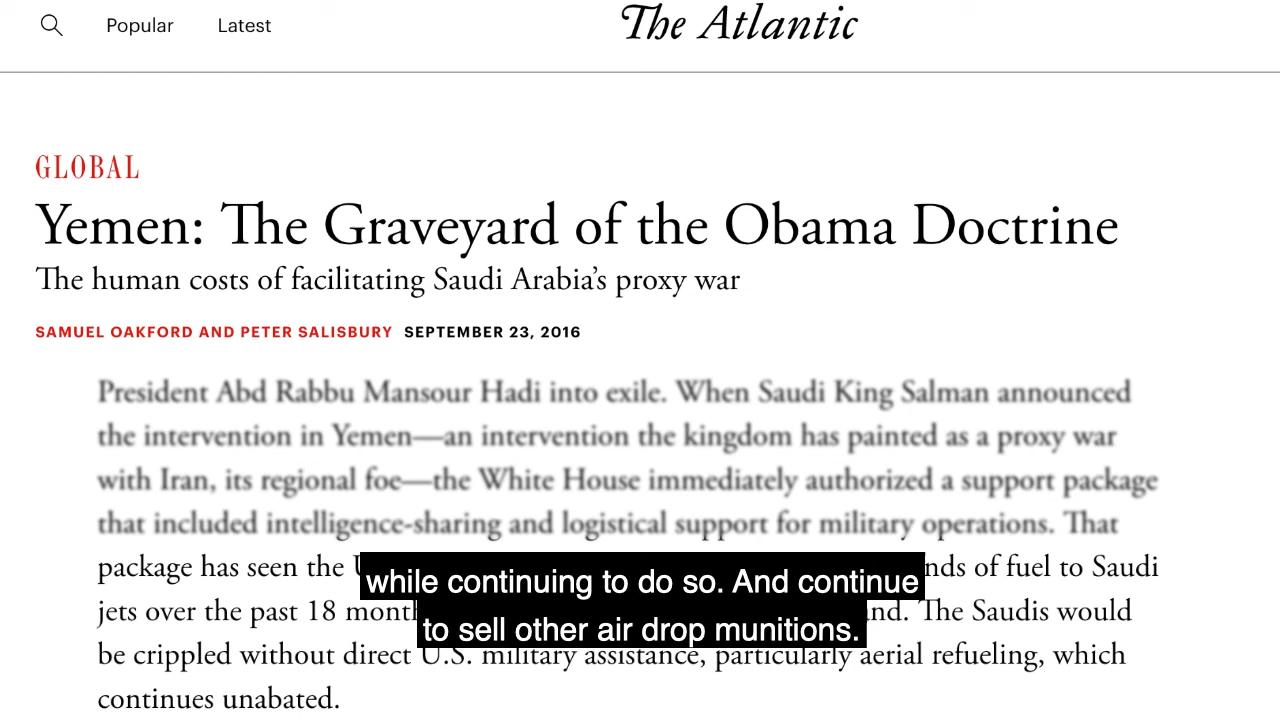 Popular Latest The Atlantic
GLOBAL
Yemen: The Graveyard of the Obama Doctrine
The human costs of facilitating Saudi Arabia's proxy war
SAMUEL OAKFORD AND PETER SALISBURY SEPTEMBER 23, 2016
President Abd Rabbu Mansour Hadi into exile. When Saudi King Salman announced
the intervention in Yemen—an intervention the kingdom has painted as a proxy war
with Iran, its regional foe—the White House immediately authorized a support package
that included intelligence-sharing and logistical support for military operations. That
package has seen the of fuel to Saudi
while continuing to do so. And continue
jets over the past 18 The Saudis would
to sell other air drop munitions.
be crippled without direct U.S. military assistance, particularly aerial refueling, which
continues unabated.